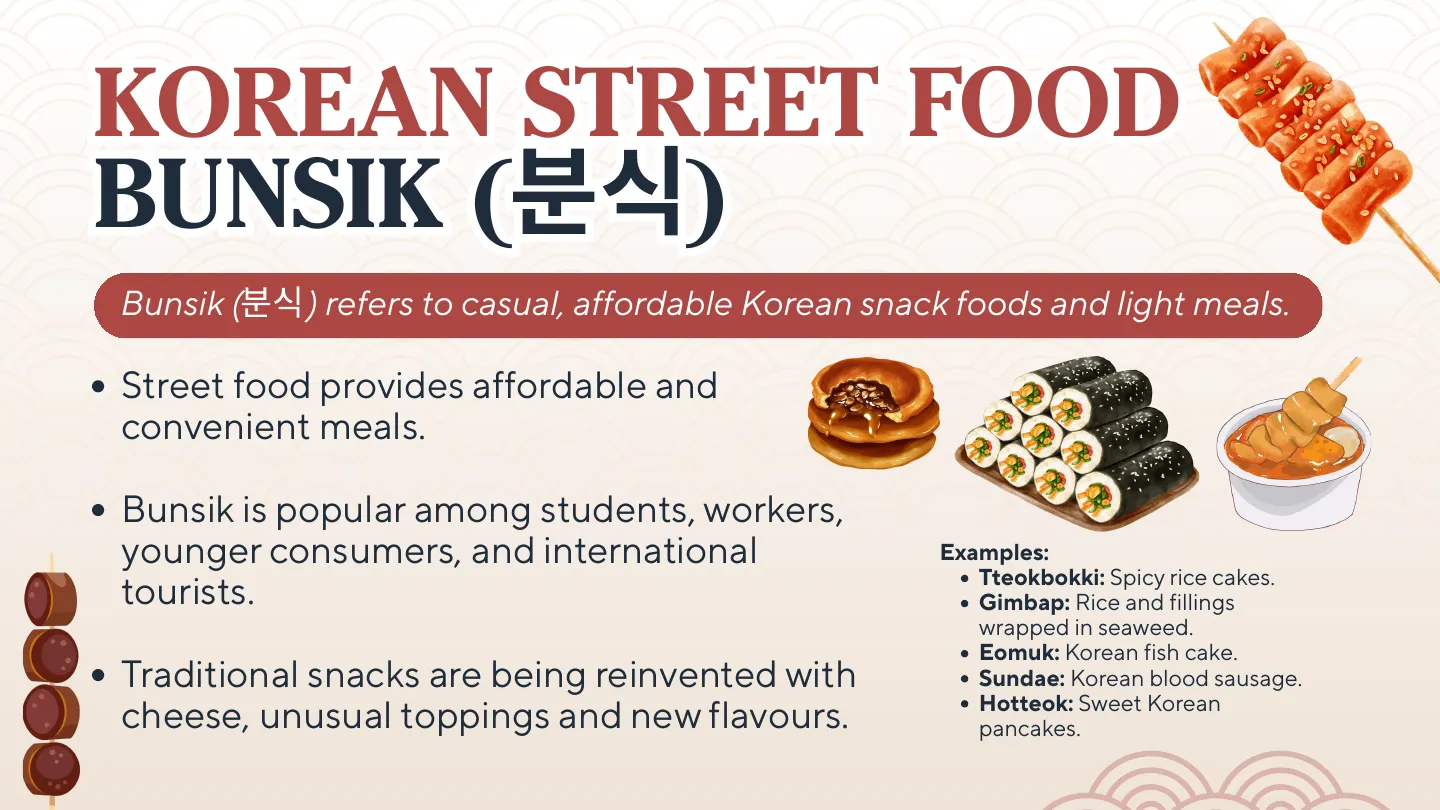 KOREAN STREET FOOD
BUNSIK (분식)
Bunsik (분식) refers to casual, affordable Korean snack foods and light meals.
• Street food provides affordable and
convenient meals.
• Bunsik is popular among students, workers,
younger consumers, and international
tourists.
• Traditional snacks are being reinvented with
cheese, unusual toppings and new flavours.
Examples:
• Tteokbokki: Spicy rice cakes.
• Gimbap: Rice and fillings
wrapped in seaweed.
• Eomuk: Korean fish cake.
• Sundae: Korean blood sausage.
• Hotteok: Sweet Korean
pancakes.